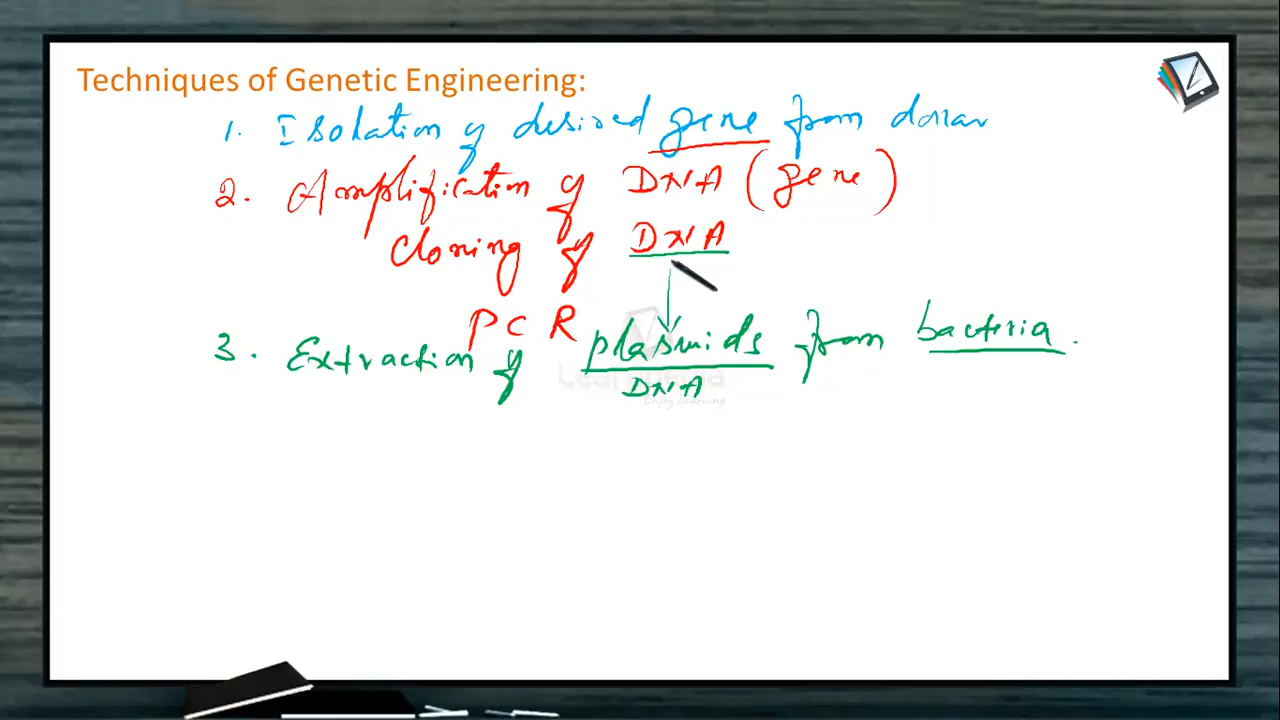 Techniques of Genetic Engineering:
1. Isolation of desired gene from donar
2. Amplification of DNA (gene)
Cloning of DNA
PCR
3. Extraction of plasmids from bacteria.
DNA